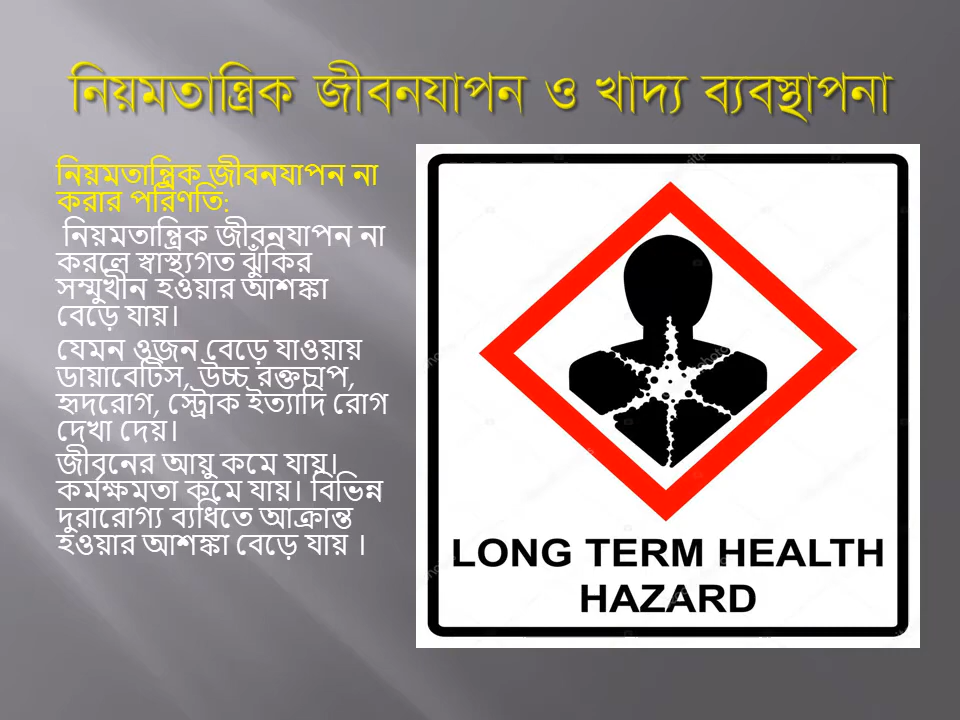 নিয়মতান্ত্রিক জীবনযাপন ও খাদ্য ব্যবস্থাপনা
নিয়মতান্ত্রিক জীবনযাপন না
করার পরিণতি:
নিয়মতান্ত্রিক জীবনযাপন না
করলে স্বাস্থ্যগত ঝুঁকির
সম্মুখীন হওয়ার আশঙ্কা
বেড়ে যায়।
যেমন ওজন বেড়ে যাওয়ায়
ডায়াবেটিস, উচ্চ রক্তচাপ,
হৃদরোগ, স্ট্রোক ইত্যাদি রোগ
দেখা দেয়।
জীবনের আয়ু কমে যায়।
কর্মক্ষমতা কমে যায়। বিভিন্ন
দুরারোগ্য ব্যধিতে আক্রান্ত
হওয়ার আশঙ্কা বেড়ে যায় ।
LONG TERM HEALTH
HAZARD